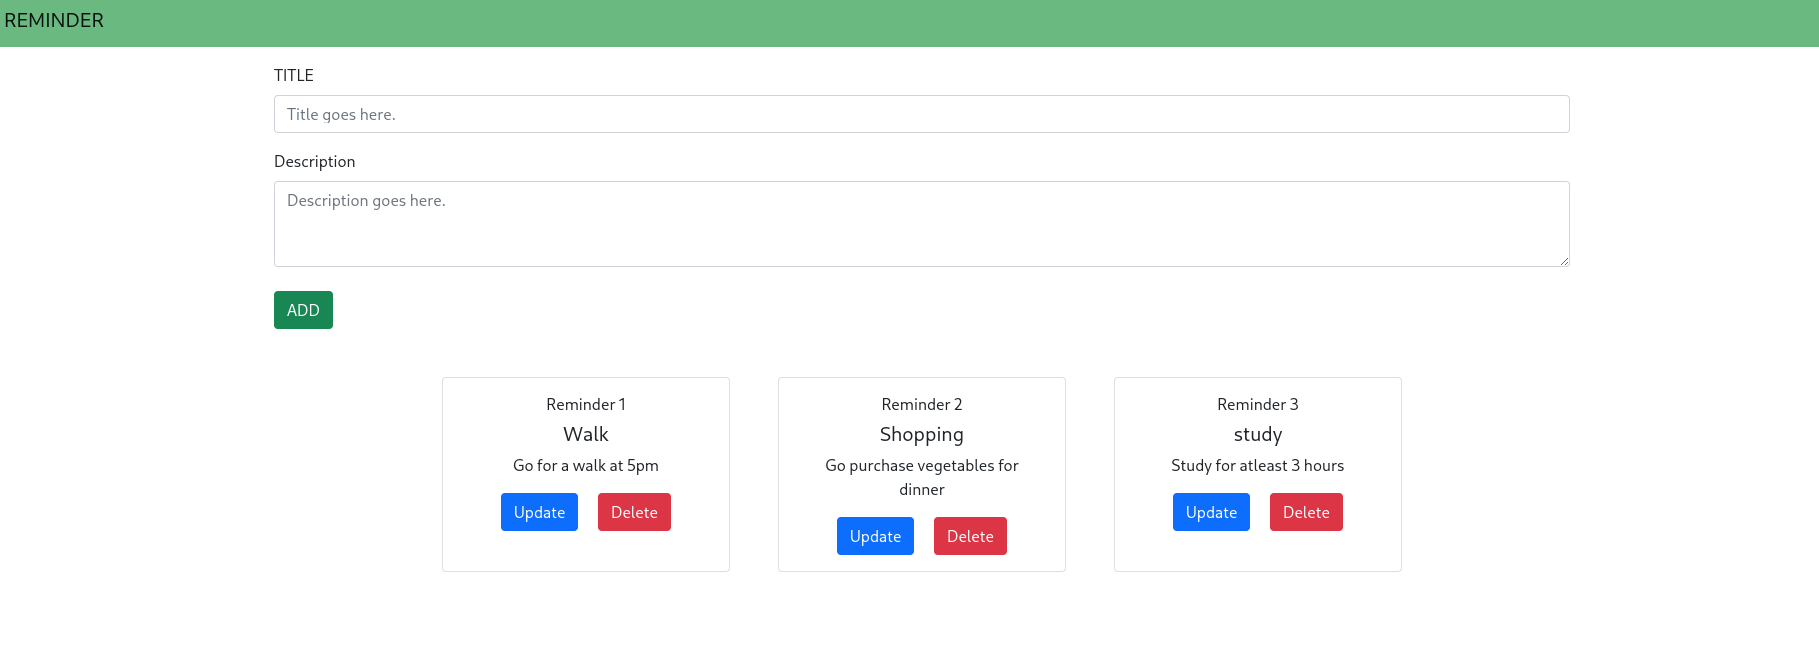 REMINDER
TITLE
Title goes here.
Description
Description goes here.
ADD
Reminder 1
Walk
Go for a walk at 5pm
Update Delete
Reminder 2
Shopping
Go purchase vegetables for
dinner
Update Delete
Reminder 3
study
Study for atleast 3 hours
Update Delete